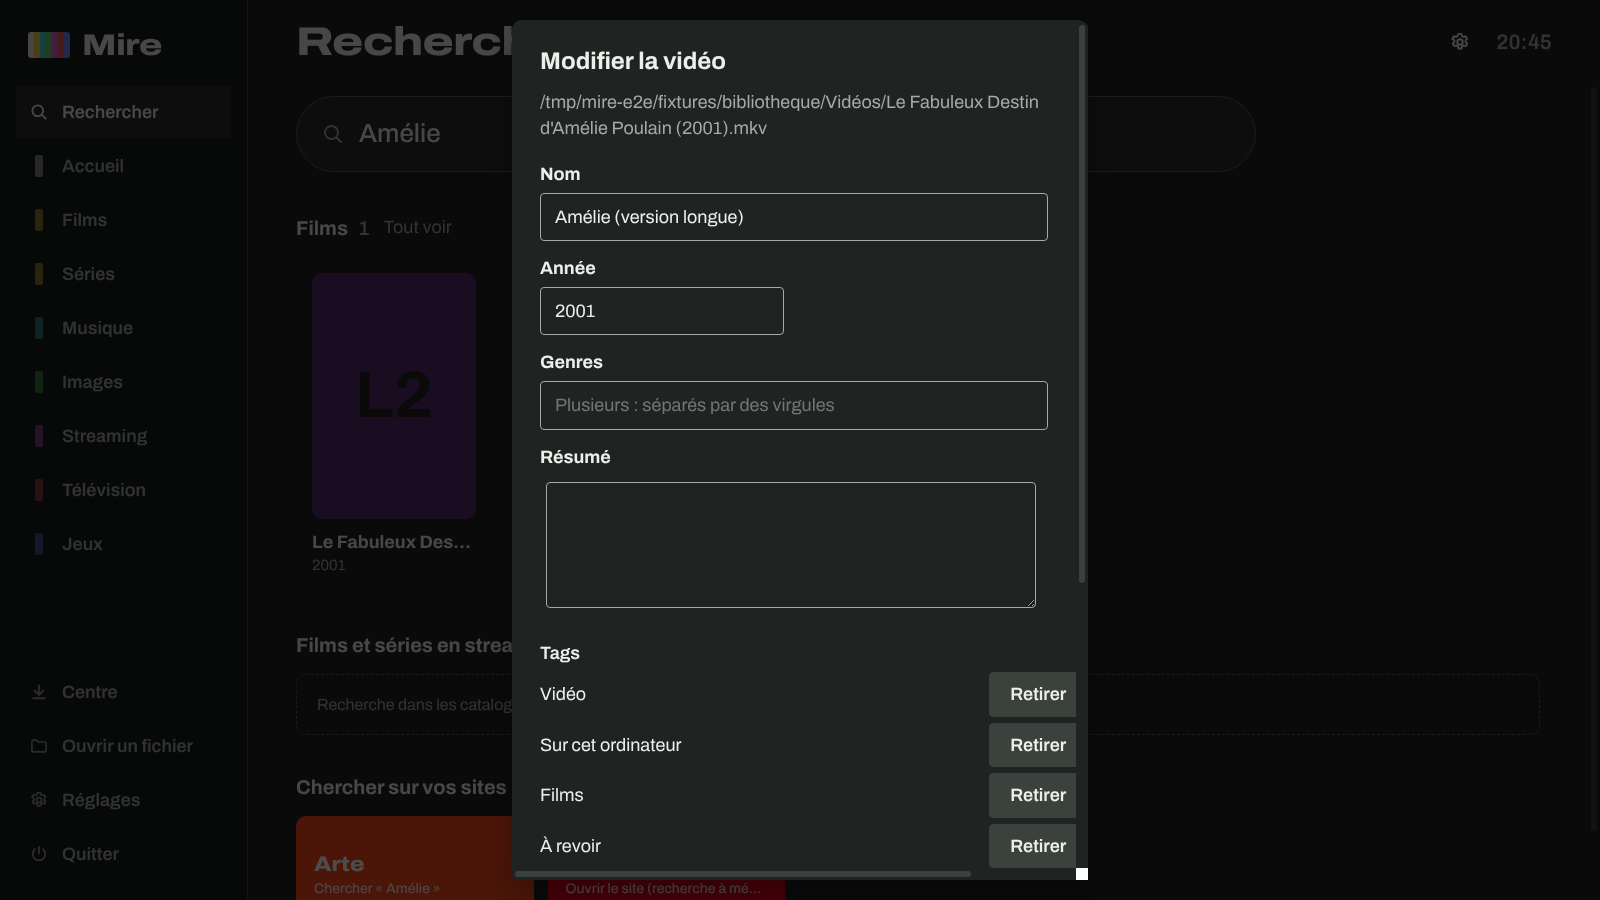 Mire
Recherch
20:45
Rechercher
Accueil
Films
Séries
Musique
Images
Streaming
Télévision
Jeux
Centre
Ouvrir un fichier
Réglages
Quitter
Amélie
Films 1 Tout voir
L2
Le Fabuleux Des...
2001
Films et séries en strea
Recherche dans les catalog
Chercher sur vos sites
Arte
Chercher « Amélie »
Ouvrir le site (recherche à mé...
Modifier la vidéo
/tmp/mire-e2e/fixtures/bibliotheque/Vidéos/Le Fabuleux Destin
d'Amélie Poulain (2001).mkv
Nom
Amélie (version longue)
Année
2001
Genres
Plusieurs : séparés par des virgules
Résumé
Tags
Vidéo Retirer
Sur cet ordinateur Retirer
Films Retirer
À revoir Retirer